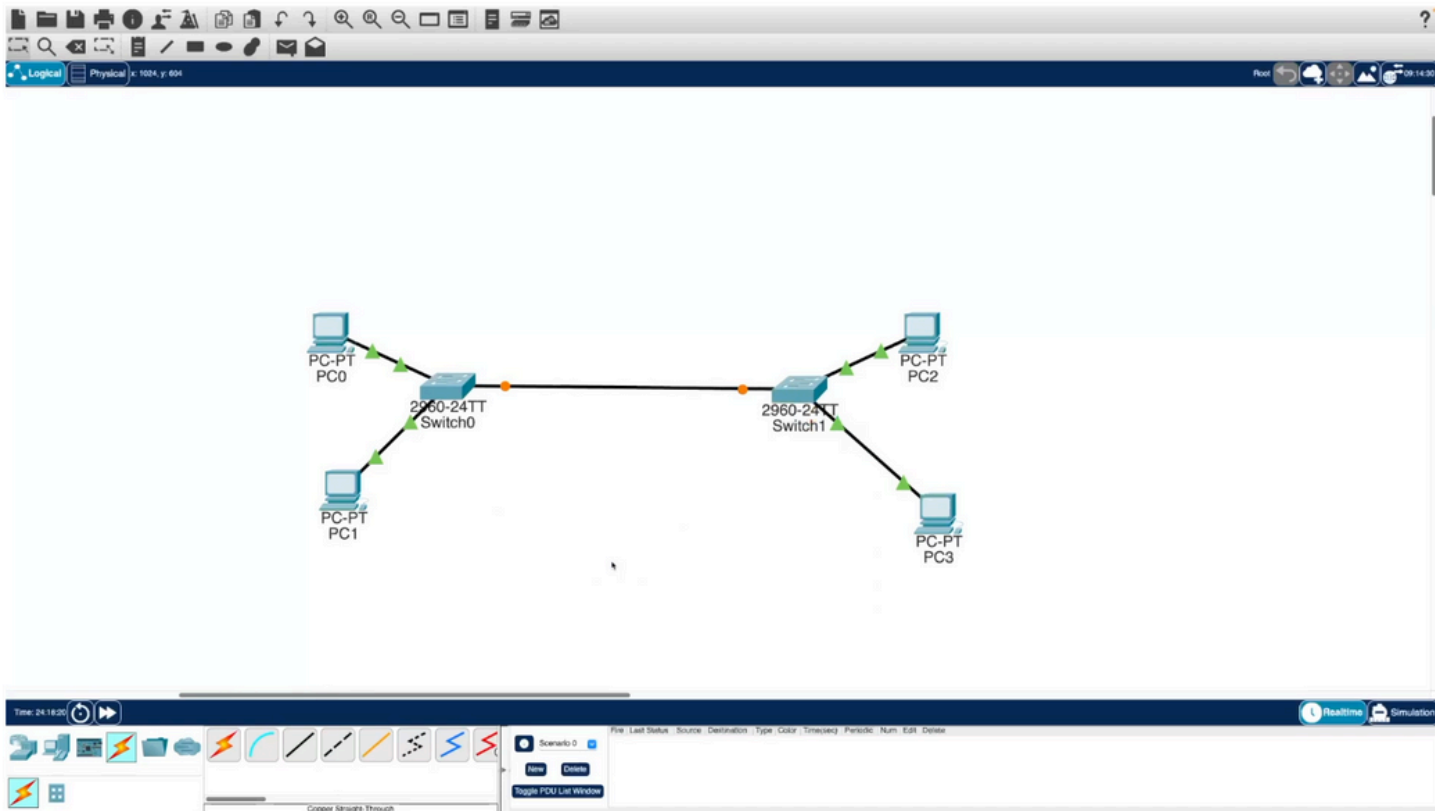 ?
Logical
Physical
x: 1024, y: 604
Root
09:14:30
PC-PT
PC0
2960-24TT
Switch0
PC-PT
PC1
PC-PT
PC2
2960-24TT
Switch1
PC-PT
PC3
Time: 24:18:20
Realtime
Simulation
Scenario 0
New
Delete
Toggle PDU List Window
Fire Last Status Source Destination Type Color Time(sec) Periodic Num Edit Delete
Copper Straight-Through